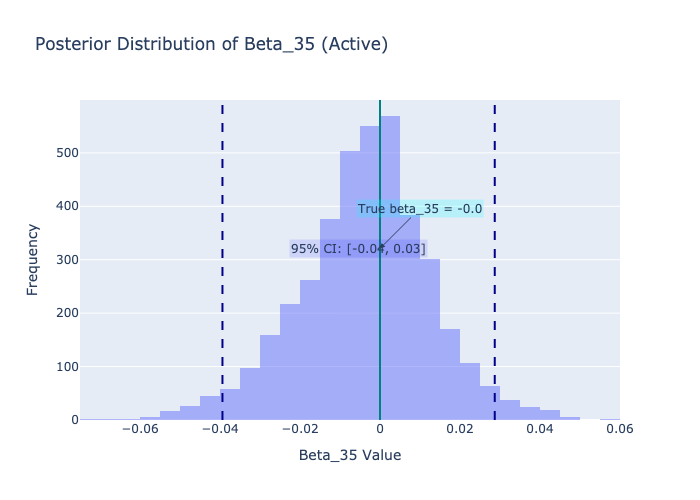 Posterior Distribution of Beta_35 (Active)
500
400
300
200
100
0
Frequency
True beta_35 = -0.0
95% CI: [-0.04, 0.03]
−0.06
−0.04
−0.02
0
0.02
0.04
0.06
Beta_35 Value